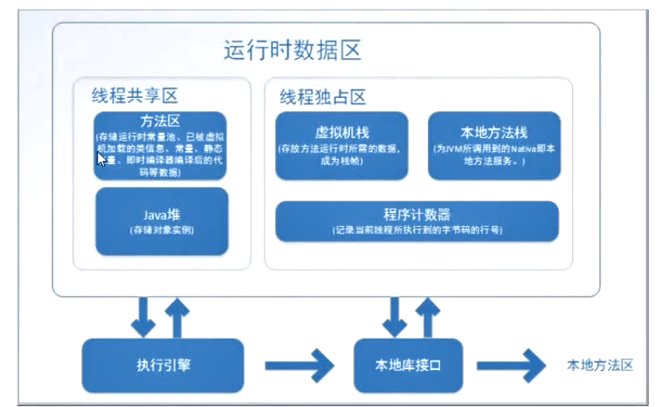 运行时数据区
线程共享区
方法区
(存储运行时常量池、已被虚拟
机加载的类信息、常量、静态
量、即时编译器编译后的代
码等数据)
Java堆
(存储对象实例)
线程独占区
虚拟机栈
(存放方法运行时所需的数据,
成为栈帧)
本地方法栈
(为JVM所调用到的Nativa即本
地方法服务。)
程序计数器
(记录当前线程所执行到的字节码的行号)
执行引擎
本地库接口
本地方法区